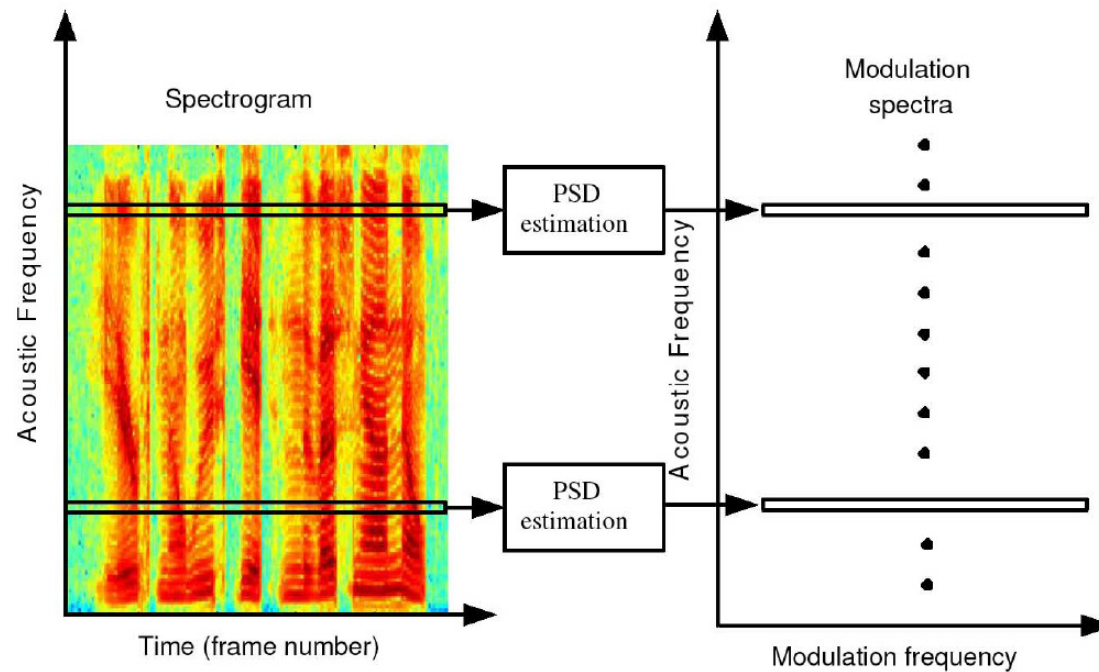 Spectrogram
Acoustic Frequency
Time (frame number)
PSD
estimation
PSD
estimation
Modulation
spectra
Acoustic Frequency
Modulation frequency